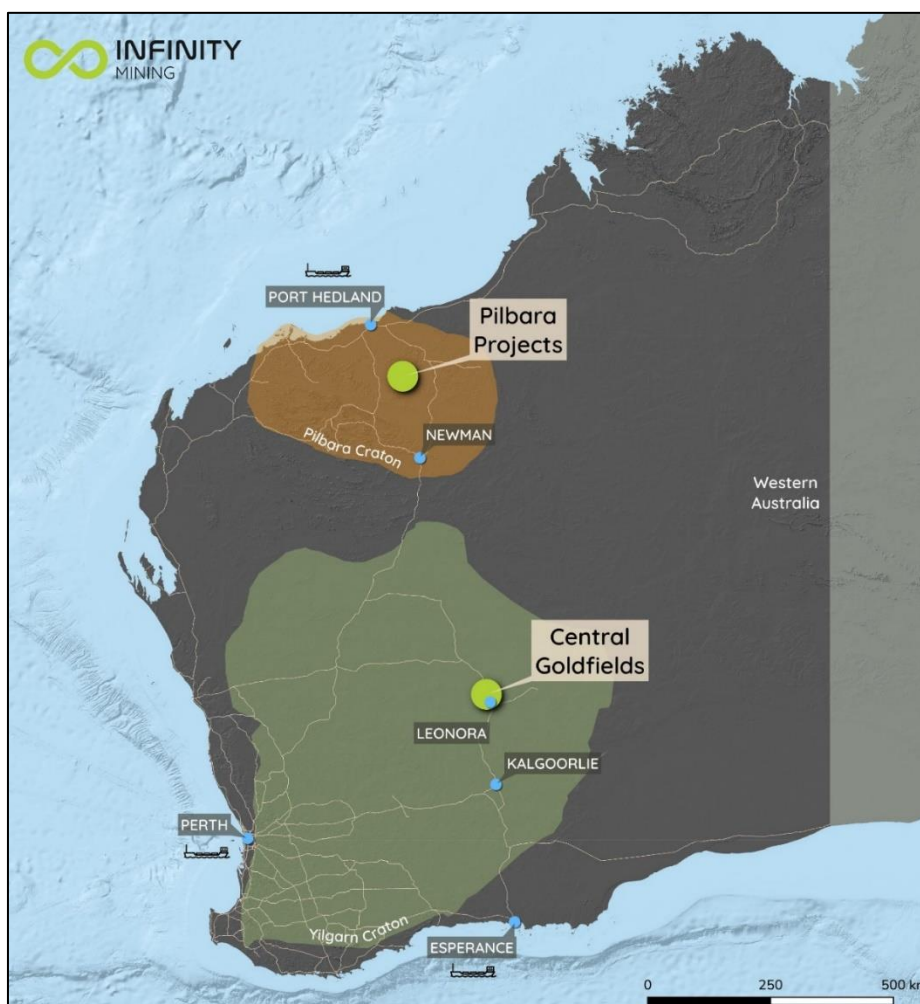 INFINITY
MINING
PORT HEDLAND
Pilbara
Projects
NEWMAN
Pilbara Craton
Western
Australia
Central
Goldfields
LEONORA
KALGOORLIE
PERTH
Yilgarn Craton
ESPERANCE
0 250 500 km